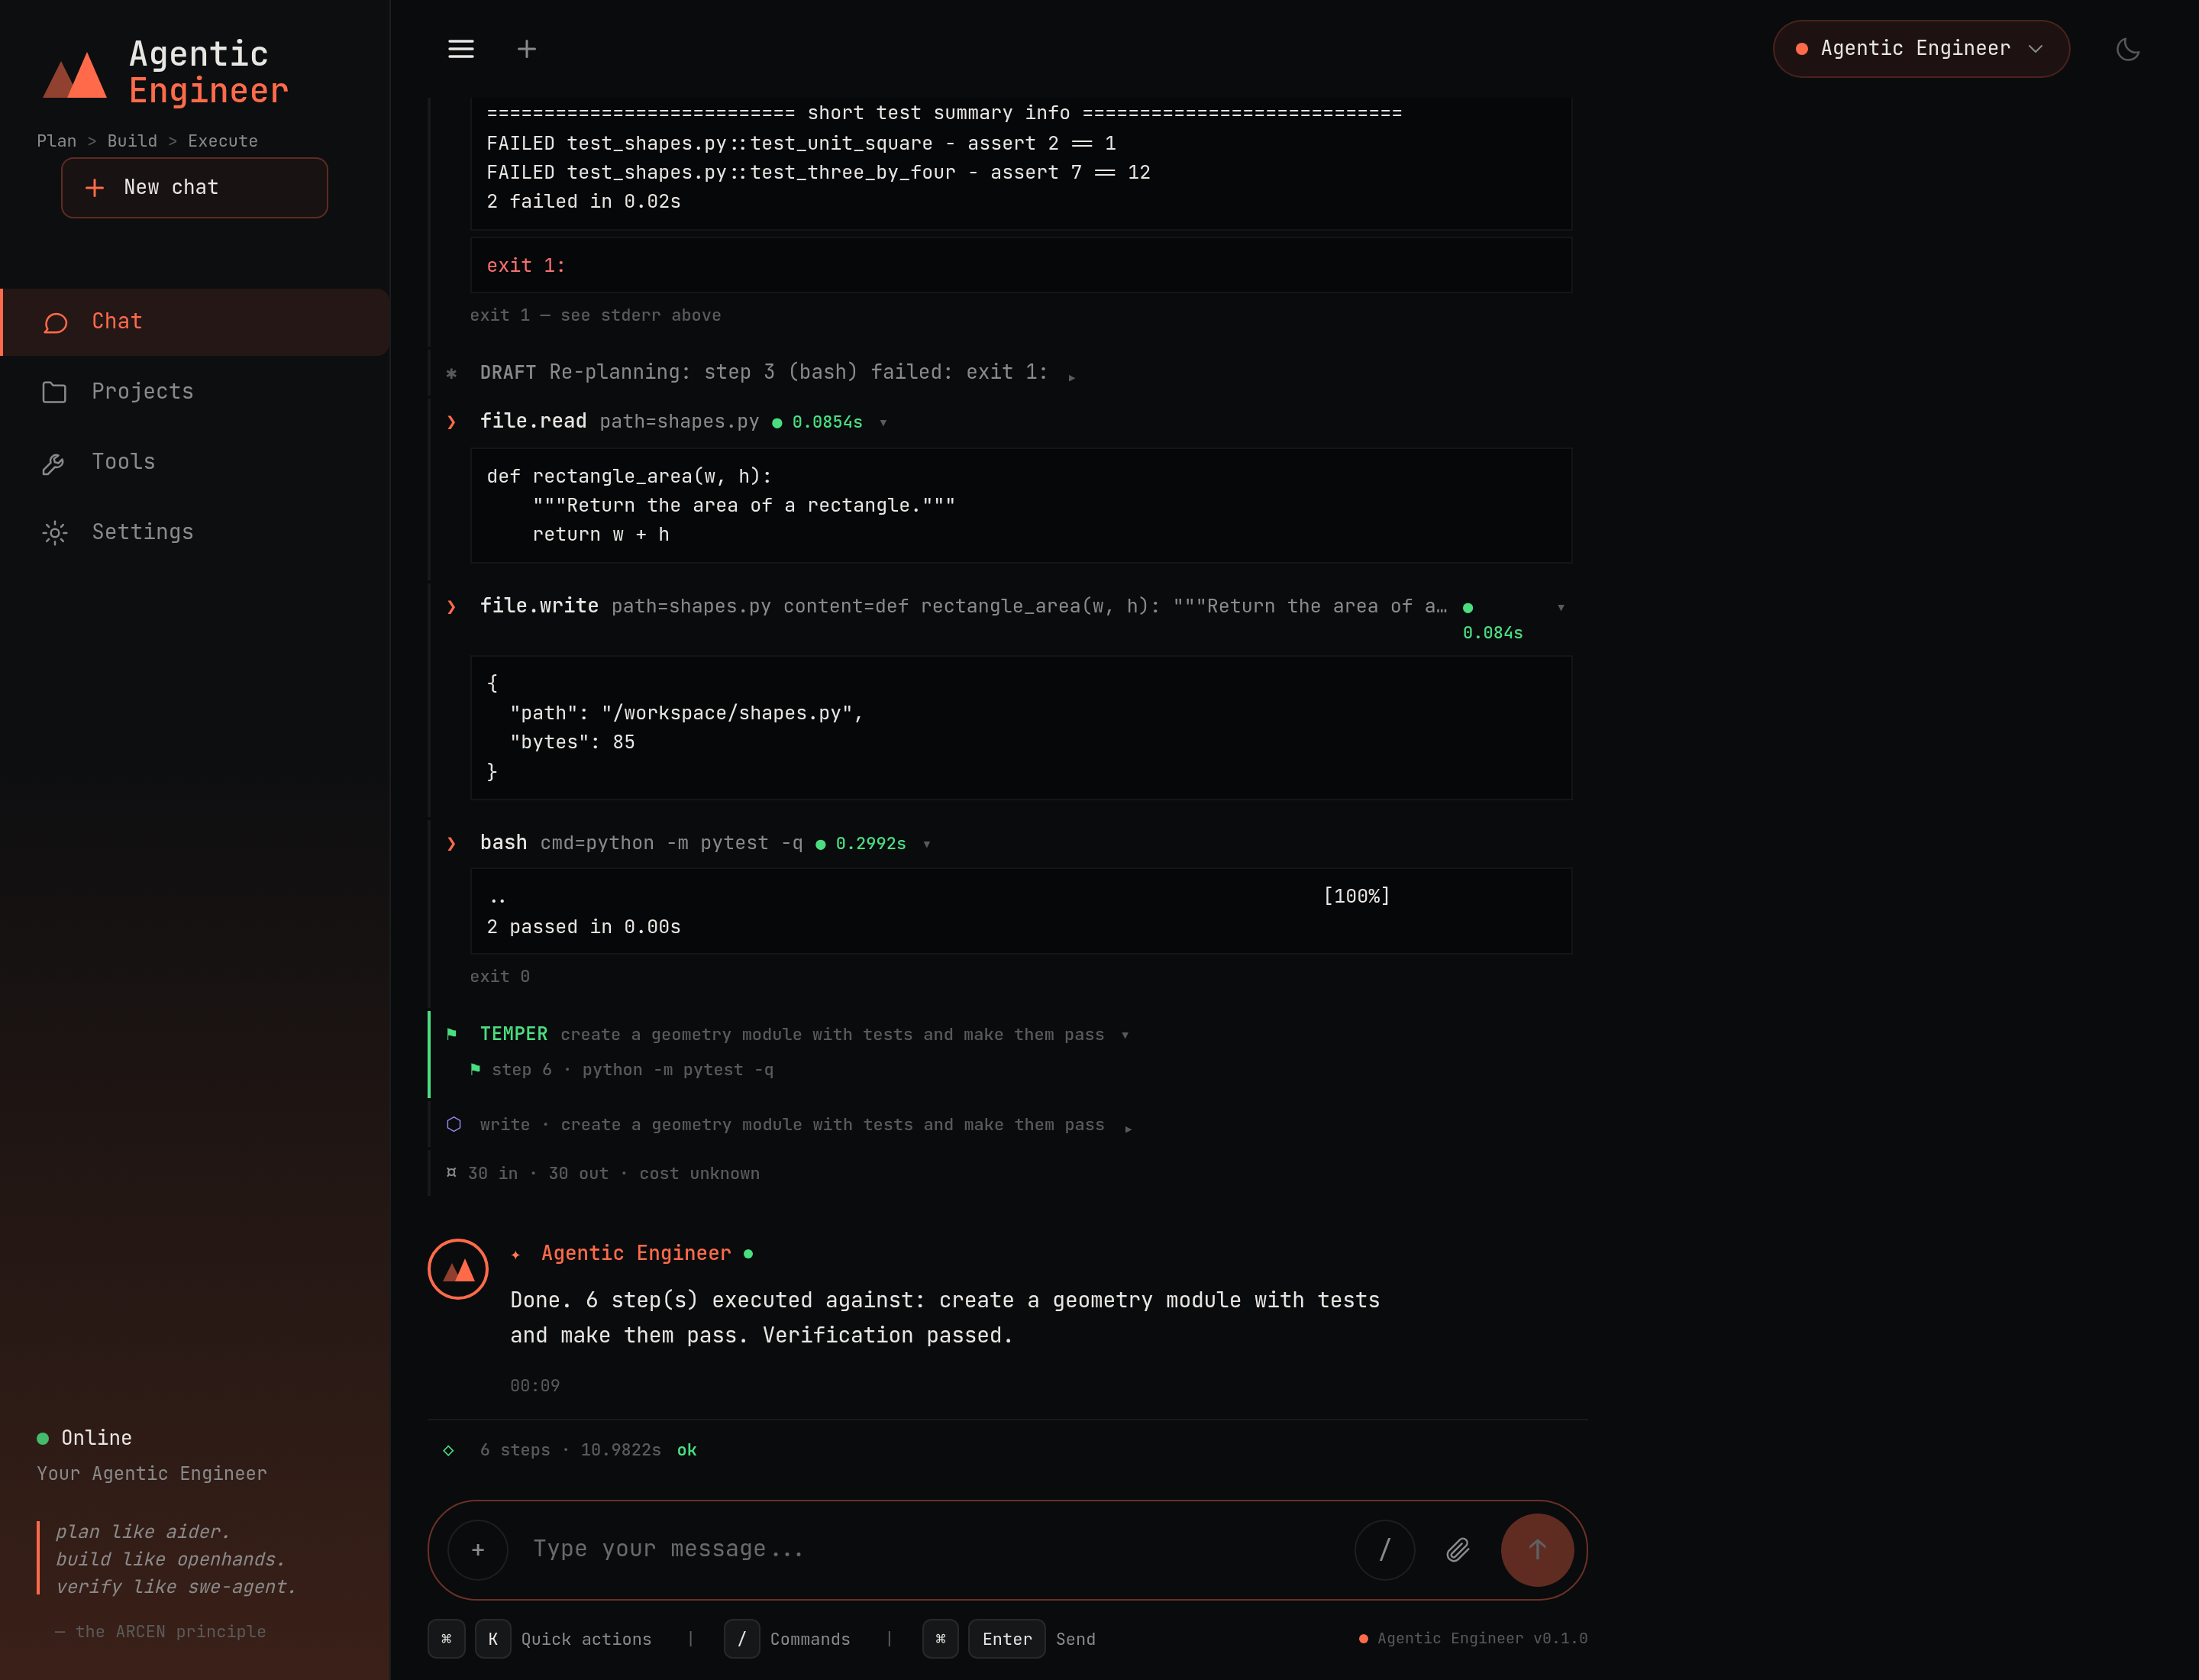 Agentic
Engineer
Plan > Build > Execute
+ New chat
Chat
Projects
Tools
Settings
Online
Your Agentic Engineer
plan like aider.
build like openhands.
verify like swe-agent.
— the ARCEN principle
+
Agentic Engineer
=========================== short test summary info ============================
FAILED test_shapes.py::test_unit_square - assert 2 == 1
FAILED test_shapes.py::test_three_by_four - assert 7 == 12
2 failed in 0.02s
exit 1:
exit 1 — see stderr above
✱ DRAFT Re-planning: step 3 (bash) failed: exit 1: ▸
❯ file.read path=shapes.py ● 0.0854s ▾
def rectangle_area(w, h):
    """Return the area of a rectangle."""
    return w + h
❯ file.write path=shapes.py content=def rectangle_area(w, h): """Return the area of a… ● ▾
0.084s
{
  "path": "/workspace/shapes.py",
  "bytes": 85
}
❯ bash cmd=python -m pytest -q ● 0.2992s ▾
.. [100%]
2 passed in 0.00s
exit 0
⚑ TEMPER create a geometry module with tests and make them pass ▾
⚑ step 6 · python -m pytest -q
⬡ write · create a geometry module with tests and make them pass ▸
¤ 30 in · 30 out · cost unknown
✦ Agentic Engineer ●
Done. 6 step(s) executed against: create a geometry module with tests
and make them pass. Verification passed.
00:09
◇ 6 steps · 10.9822s ok
+ Type your message... /
⌘ K Quick actions | / Commands | ⌘ Enter Send
● Agentic Engineer v0.1.0